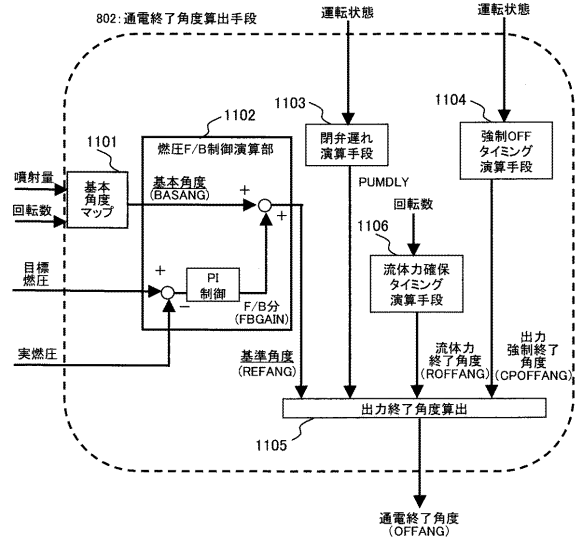 802:通電終了角度算出手段
運転状態
運転状態
1101
1102
1103
1104
噴射量
回転数
基本
角度
マップ
燃圧F/B制御演算部
基本角度
(BASANG)
+
+
閉弁遅れ
演算手段
PUMDLY
強制OFF
タイミング
演算手段
回転数
1106
流体力確保
タイミング
演算手段
目標
燃圧
+
−
PI
制御
F/B分
(FBGAIN)
実燃圧
基準角度
(REFANG)
流体力
終了角度
(ROFFANG)
出力
強制終了
角度
(CPOFFANG)
出力終了角度算出
1105
通電終了角度
(OFFANG)